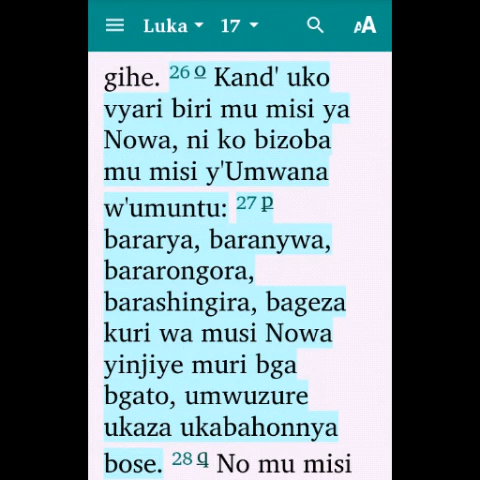 Luka 17 AA
gihe. 26 o Kand' uko
vyari biri mu misi ya
Nowa, ni ko bizoba
mu misi y'Umwana
w'umuntu: 27 p
bararya, baranywa,
bararongora,
barashingira, bageza
kuri wa musi Nowa
yinjiye muri bga
bgato, umwuzure
ukaza ukabahonnya
bose. 28 q No mu misi